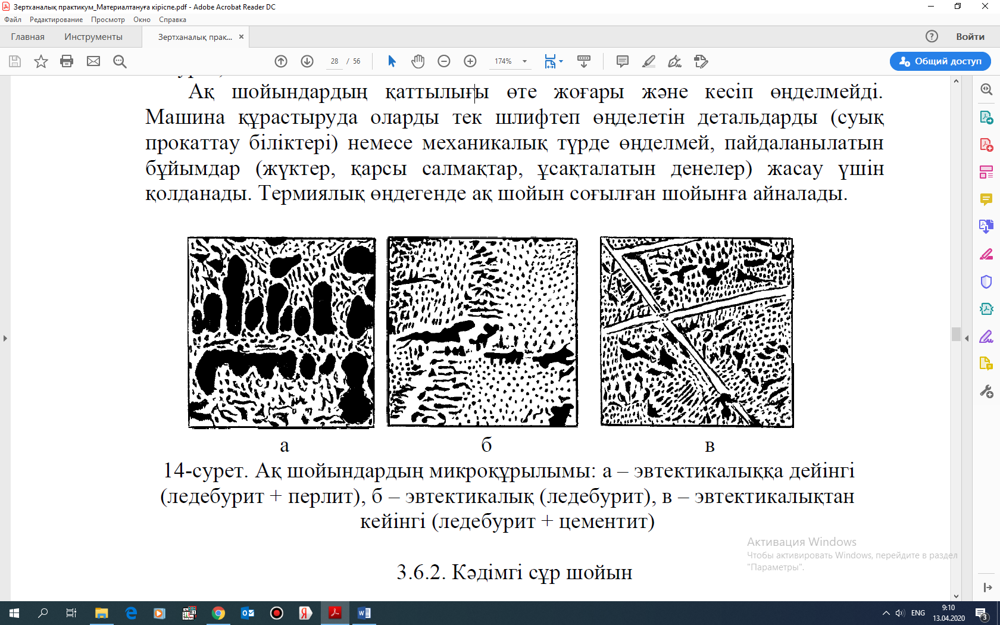 Зертханалық практикум_Материалтануға кіріспе.pdf - Adobe Acrobat Reader DC
Файл Редактирование Просмотр Окно Справка
Главная Инструменты Зертханалық прак... × Войти
28 / 56 174% Общий доступ
Ақ шойындардың қаттылығы өте жоғары және кесіп өңделмейді.
Машина құрастыруда оларды тек шлифтеп өңделетін детальдарды (суық
прокаттау біліктері) немесе механикалық түрде өңделмей, пайдаланылатын
бұйымдар (жүктер, қарсы салмақтар, ұсақталатын денелер) жасау үшін
қолданады. Термиялық өңдегенде ақ шойын соғылған шойынға айналады.
а б в
14-сурет. Ақ шойындардың микроқұрылымы: а – эвтектикалыққа дейінгі
(ледебурит + перлит), б – эвтектикалық (ледебурит), в – эвтектикалықтан
кейінгі (ледебурит + цементит)
3.6.2. Кәдімгі сұр шойын
Активация Windows
Чтобы активировать Windows, перейдите в раздел
"Параметры".
ENG
9:10
13.04.2020
3